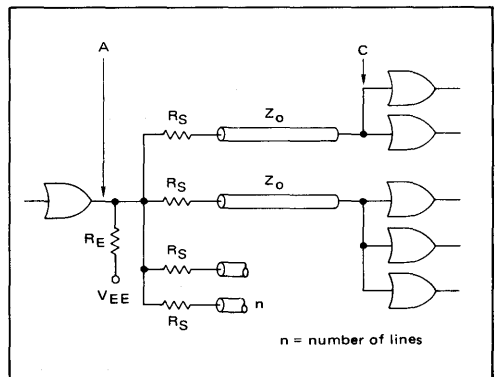 A
C
RS
Zo
RS
Zo
RE
RS
VEE
n
RS
n = number of lines